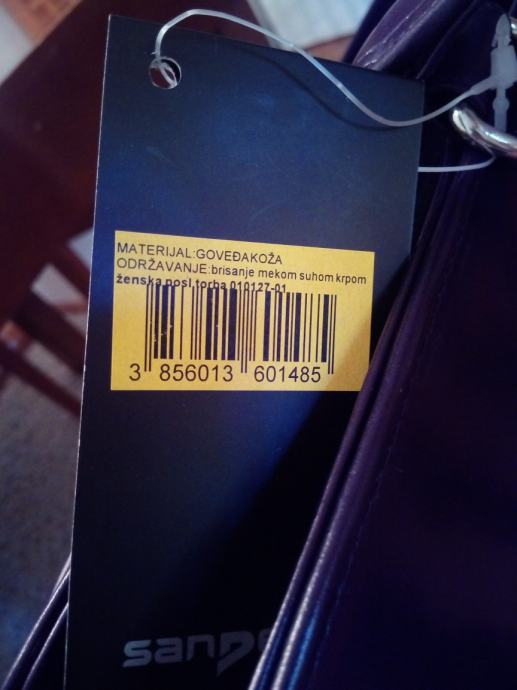 MATERIJAL:GOVEĐAKOŽA
ODRŽAVANJE:brisanje mekom suhom krpom
ženska posl.torba 010127-01
3 856013 601485